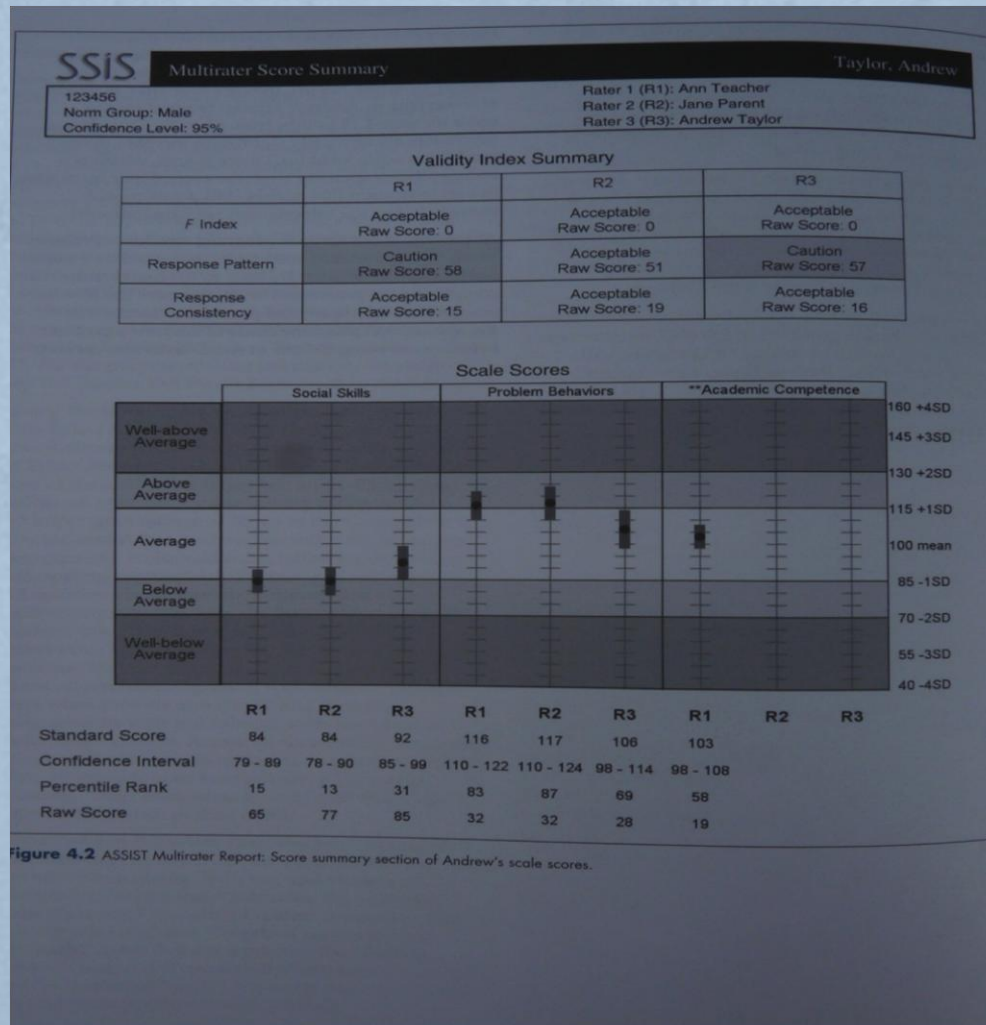 SSiS Multirater Score Summary Taylor, Andrew
123456
Norm Group: Male
Confidence Level: 95%
Rater 1 (R1): Ann Teacher
Rater 2 (R2): Jane Parent
Rater 3 (R3): Andrew Taylor
Validity Index Summary
R1 R2 R3
F Index Acceptable Raw Score: 0 Acceptable Raw Score: 0 Acceptable Raw Score: 0
Response Pattern Caution Raw Score: 58 Acceptable Raw Score: 51 Caution Raw Score: 57
Response Consistency Acceptable Raw Score: 15 Acceptable Raw Score: 19 Acceptable Raw Score: 16
Scale Scores
Social Skills Problem Behaviors **Academic Competence
160 +4SD
Well-above Average
145 +3SD
130 +2SD
Above Average
115 +1SD
Average
100 mean
85 -1SD
Below Average
70 -2SD
Well-below Average
55 -3SD
40 -4SD
R1 R2 R3 R1 R2 R3 R1 R2 R3
Standard Score 84 84 92 116 117 106 103
Confidence Interval 79 - 89 78 - 90 85 - 99 110 - 122 110 - 124 98 - 114 98 - 108
Percentile Rank 15 13 31 83 87 69 58
Raw Score 65 77 85 32 32 28 19
Figure 4.2 ASSIST Multirater Report: Score summary section of Andrew's scale scores.